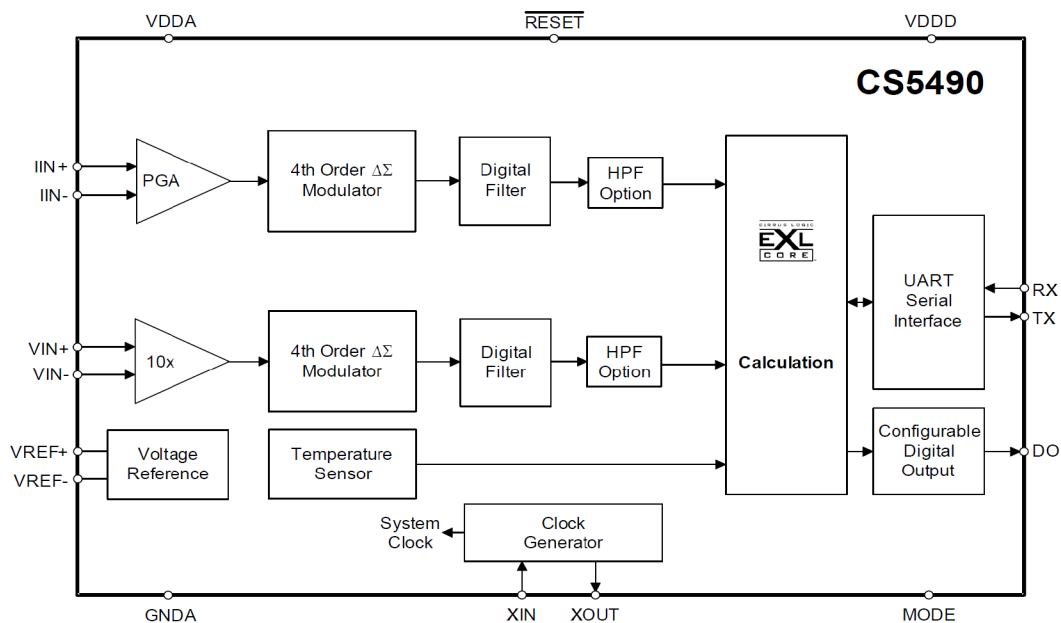 VDDA
RESET
VDDD
CS5490
IIN+
IIN-
PGA
4th Order ΔΣ
Modulator
Digital
Filter
HPF
Option
CIRRUS LOGIC
EXL
CORE
UART
Serial
Interface
RX
TX
VIN+
VIN-
10x
4th Order ΔΣ
Modulator
Digital
Filter
HPF
Option
Calculation
VREF+
VREF-
Voltage
Reference
Temperature
Sensor
Configurable
Digital
Output
DO
System
Clock
Clock
Generator
GNDA
XIN
XOUT
MODE